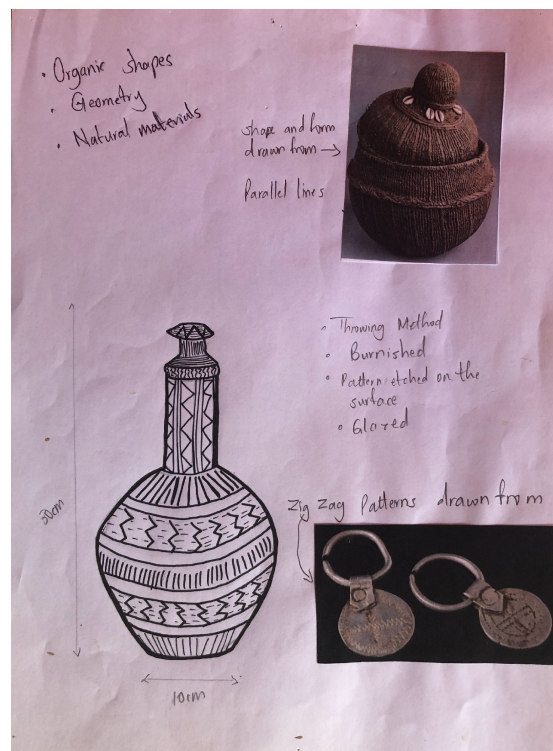 • Organic shapes
• Geometry
• Natural materials
Shape and form
drawn from →
Parallel lines
• Throwing Method
• Burnished
• Pattern etched on the
surface
• Glazed
Zig Zag Patterns drawn from
30cm
10cm